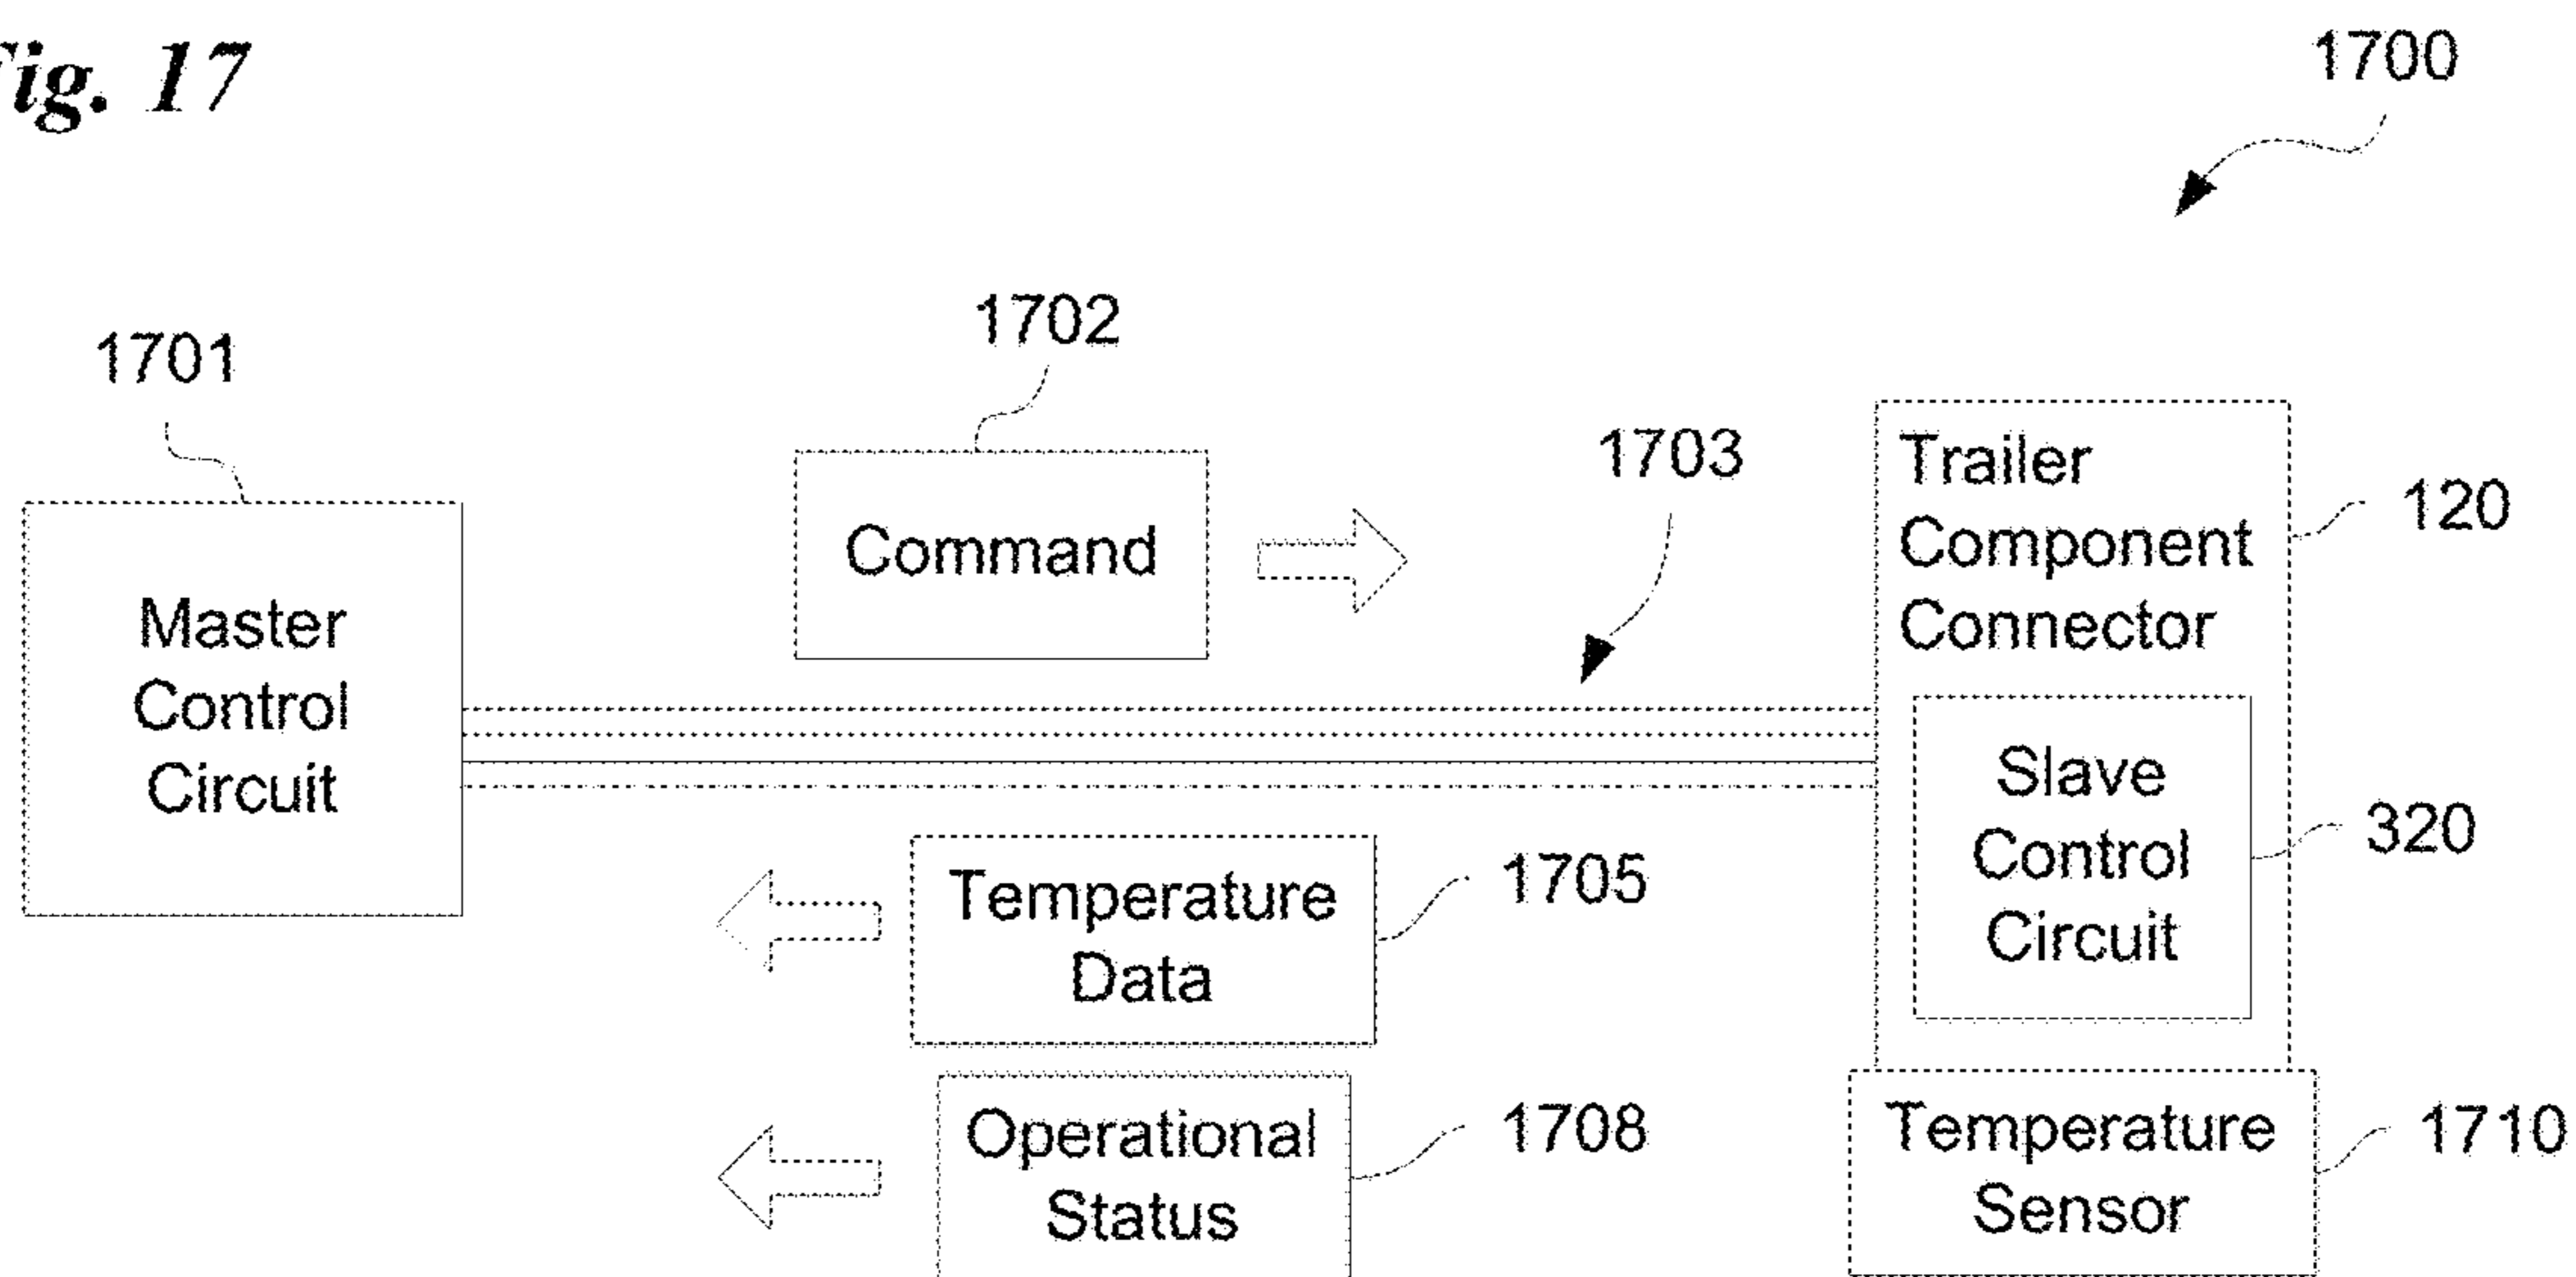 Fig. 17
1700
1701
1702
1703
Command
Trailer
Component
Connector
120
Master
Control
Circuit
Slave
Control
Circuit
320
Temperature
Data
1705
Operational
Status
1708
Temperature
Sensor
1710